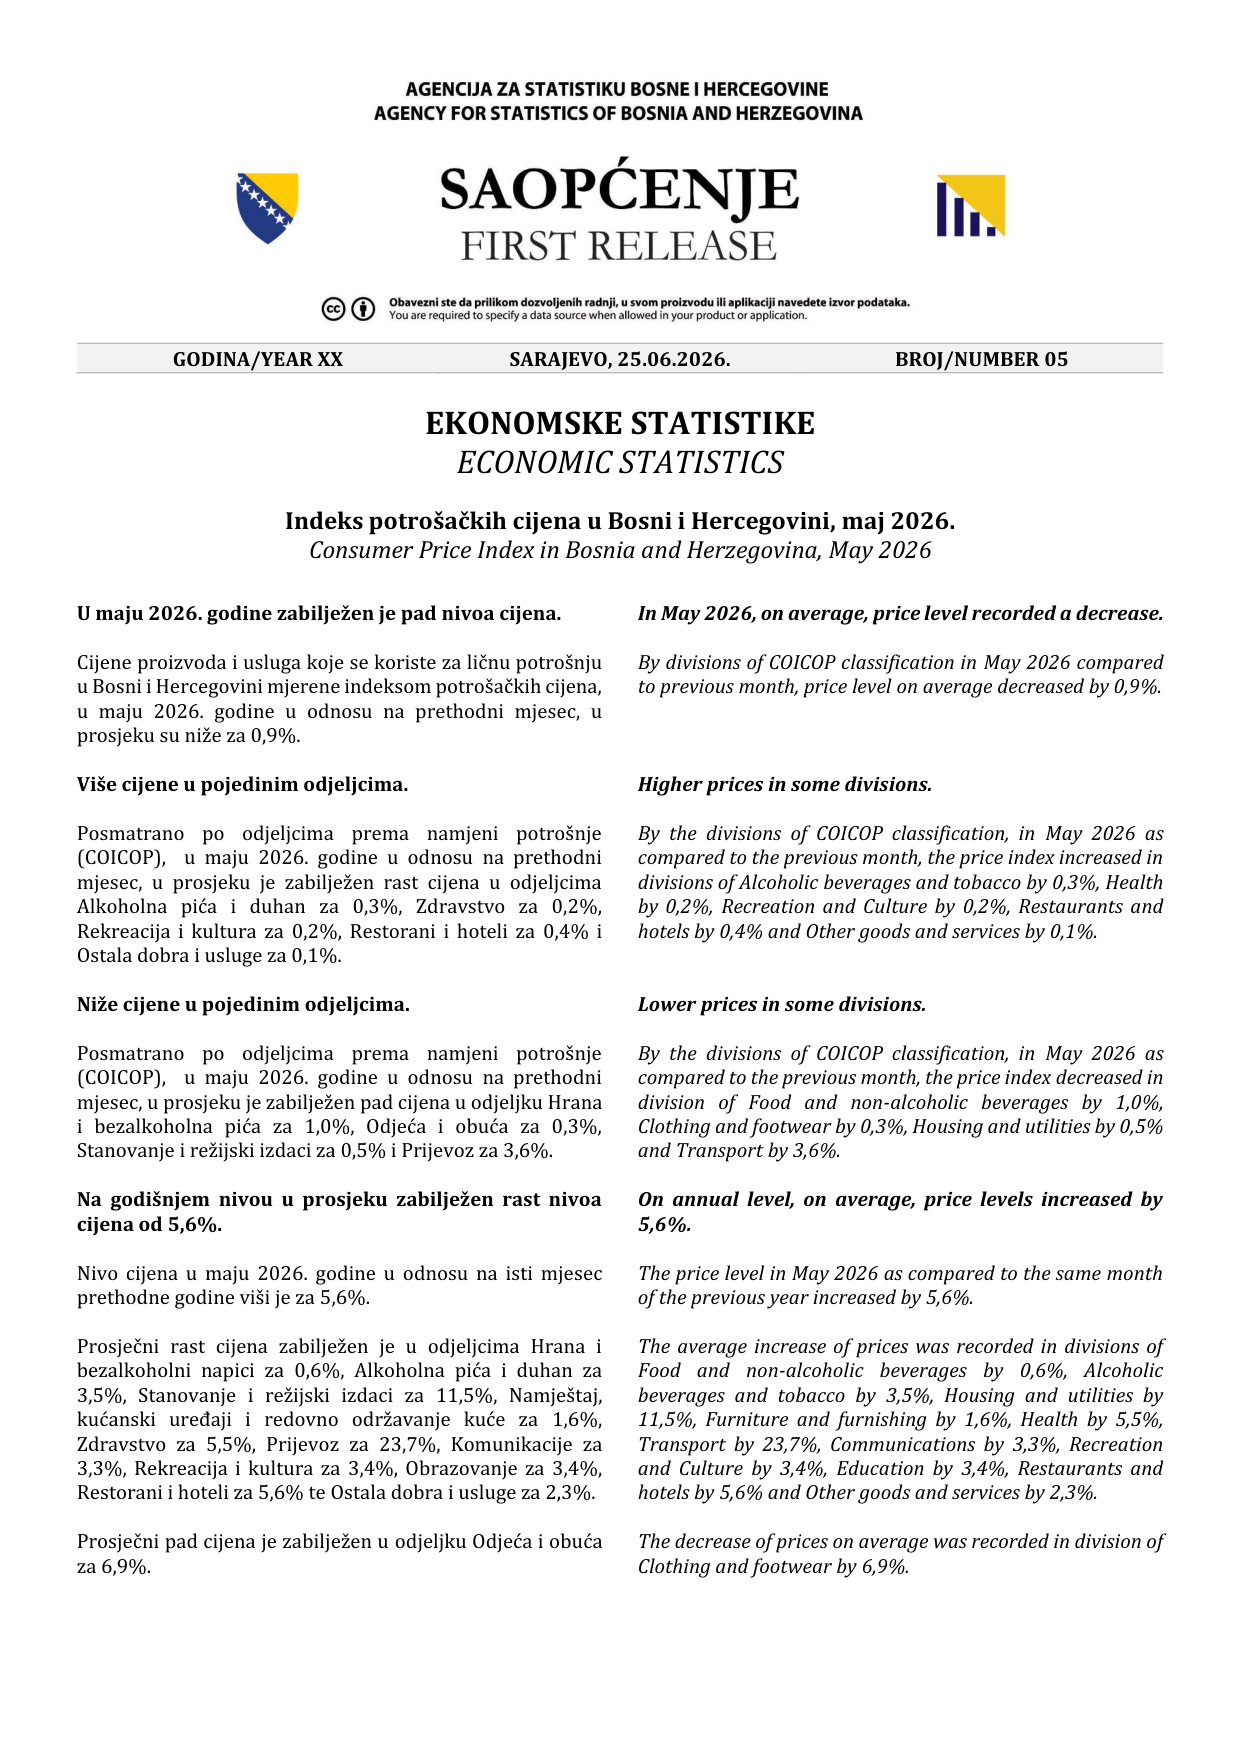 AGENCIJA ZA STATISTIKU BOSNE I HERCEGOVINE
AGENCY FOR STATISTICS OF BOSNIA AND HERZEGOVINA
SAOPĆENJE
FIRST RELEASE
cc
Obavezni ste da prilikom dozvoljenih radnji, u svom proizvodu ili aplikaciji navedete izvor podataka.
You are required to specify a data source when allowed in your product or application.
GODINA/YEAR XX SARAJEVO, 25.06.2026. BROJ/NUMBER 05
EKONOMSKE STATISTIKE
ECONOMIC STATISTICS
Indeks potrošačkih cijena u Bosni i Hercegovini, maj 2026.
Consumer Price Index in Bosnia and Herzegovina, May 2026
U maju 2026. godine zabilježen je pad nivoa cijena.
Cijene proizvoda i usluga koje se koriste za ličnu potrošnju
u Bosni i Hercegovini mjerene indeksom potrošačkih cijena,
u maju 2026. godine u odnosu na prethodni mjesec, u
prosjeku su niže za 0,9%.
Više cijene u pojedinim odjeljcima.
Posmatrano po odjeljcima prema namjeni potrošnje
(COICOP), u maju 2026. godine u odnosu na prethodni
mjesec, u prosjeku je zabilježen rast cijena u odjeljcima
Alkoholna pića i duhan za 0,3%, Zdravstvo za 0,2%,
Rekreacija i kultura za 0,2%, Restorani i hoteli za 0,4% i
Ostala dobra i usluge za 0,1%.
Niže cijene u pojedinim odjeljcima.
Posmatrano po odjeljcima prema namjeni potrošnje
(COICOP), u maju 2026. godine u odnosu na prethodni
mjesec, u prosjeku je zabilježen pad cijena u odjeljku Hrana
i bezalkoholna pića za 1,0%, Odjeća i obuća za 0,3%,
Stanovanje i režijski izdaci za 0,5% i Prijevoz za 3,6%.
Na godišnjem nivou u prosjeku zabilježen rast nivoa
cijena od 5,6%.
Nivo cijena u maju 2026. godine u odnosu na isti mjesec
prethodne godine viši je za 5,6%.
Prosječni rast cijena zabilježen je u odjeljcima Hrana i
bezalkoholni napici za 0,6%, Alkoholna pića i duhan za
3,5%, Stanovanje i režijski izdaci za 11,5%, Namještaj,
kućanski uređaji i redovno održavanje kuće za 1,6%,
Zdravstvo za 5,5%, Prijevoz za 23,7%, Komunikacije za
3,3%, Rekreacija i kultura za 3,4%, Obrazovanje za 3,4%,
Restorani i hoteli za 5,6% te Ostala dobra i usluge za 2,3%.
Prosječni pad cijena je zabilježen u odjeljku Odjeća i obuća
za 6,9%.
In May 2026, on average, price level recorded a decrease.
By divisions of COICOP classification in May 2026 compared
to previous month, price level on average decreased by 0,9%.
Higher prices in some divisions.
By the divisions of COICOP classification, in May 2026 as
compared to the previous month, the price index increased in
divisions of Alcoholic beverages and tobacco by 0,3%, Health
by 0,2%, Recreation and Culture by 0,2%, Restaurants and
hotels by 0,4% and Other goods and services by 0,1%.
Lower prices in some divisions.
By the divisions of COICOP classification, in May 2026 as
compared to the previous month, the price index decreased in
division of Food and non-alcoholic beverages by 1,0%,
Clothing and footwear by 0,3%, Housing and utilities by 0,5%
and Transport by 3,6%.
On annual level, on average, price levels increased by
5,6%.
The price level in May 2026 as compared to the same month
of the previous year increased by 5,6%.
The average increase of prices was recorded in divisions of
Food and non-alcoholic beverages by 0,6%, Alcoholic
beverages and tobacco by 3,5%, Housing and utilities by
11,5%, Furniture and furnishing by 1,6%, Health by 5,5%,
Transport by 23,7%, Communications by 3,3%, Recreation
and Culture by 3,4%, Education by 3,4%, Restaurants and
hotels by 5,6% and Other goods and services by 2,3%.
The decrease of prices on average was recorded in division of
Clothing and footwear by 6,9%.